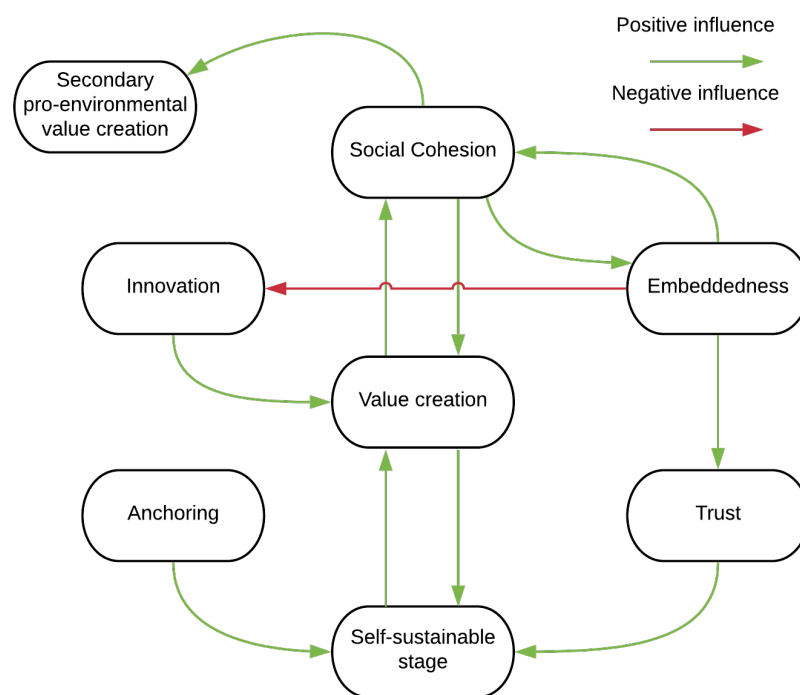 Positive influence
Negative influence
Secondary
pro-environmental
value creation
Social Cohesion
Innovation
Embeddedness
Value creation
Anchoring
Trust
Self-sustainable
stage